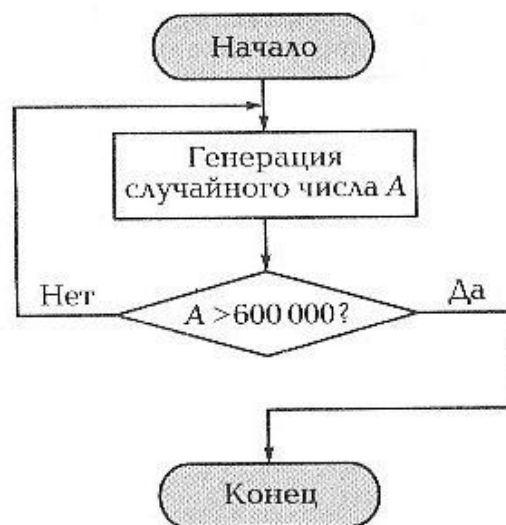 Начало
Генерация
случайного числа A
A >600 000?
Нет
Да
Конец